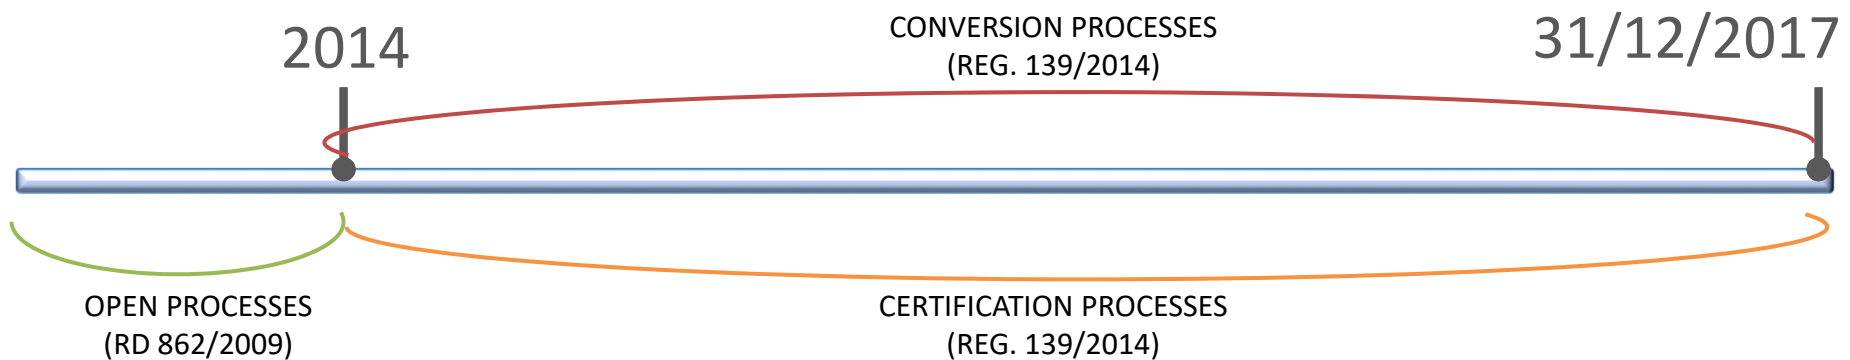 2014
CONVERSION PROCESSES
(REG. 139/2014)
31/12/2017
OPEN PROCESSES
(RD 862/2009)
CERTIFICATION PROCESSES
(REG. 139/2014)